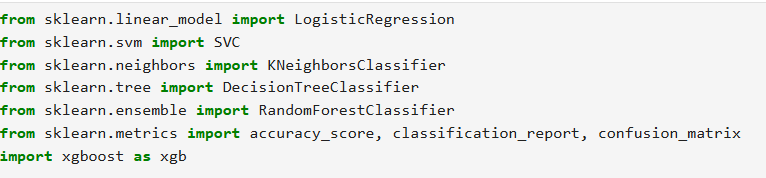 from sklearn.linear_model import LogisticRegression
from sklearn.svm import SVC
from sklearn.neighbors import KNeighborsClassifier
from sklearn.tree import DecisionTreeClassifier
from sklearn.ensemble import RandomForestClassifier
from sklearn.metrics import accuracy_score, classification_report, confusion_matrix
import xgboost as xgb